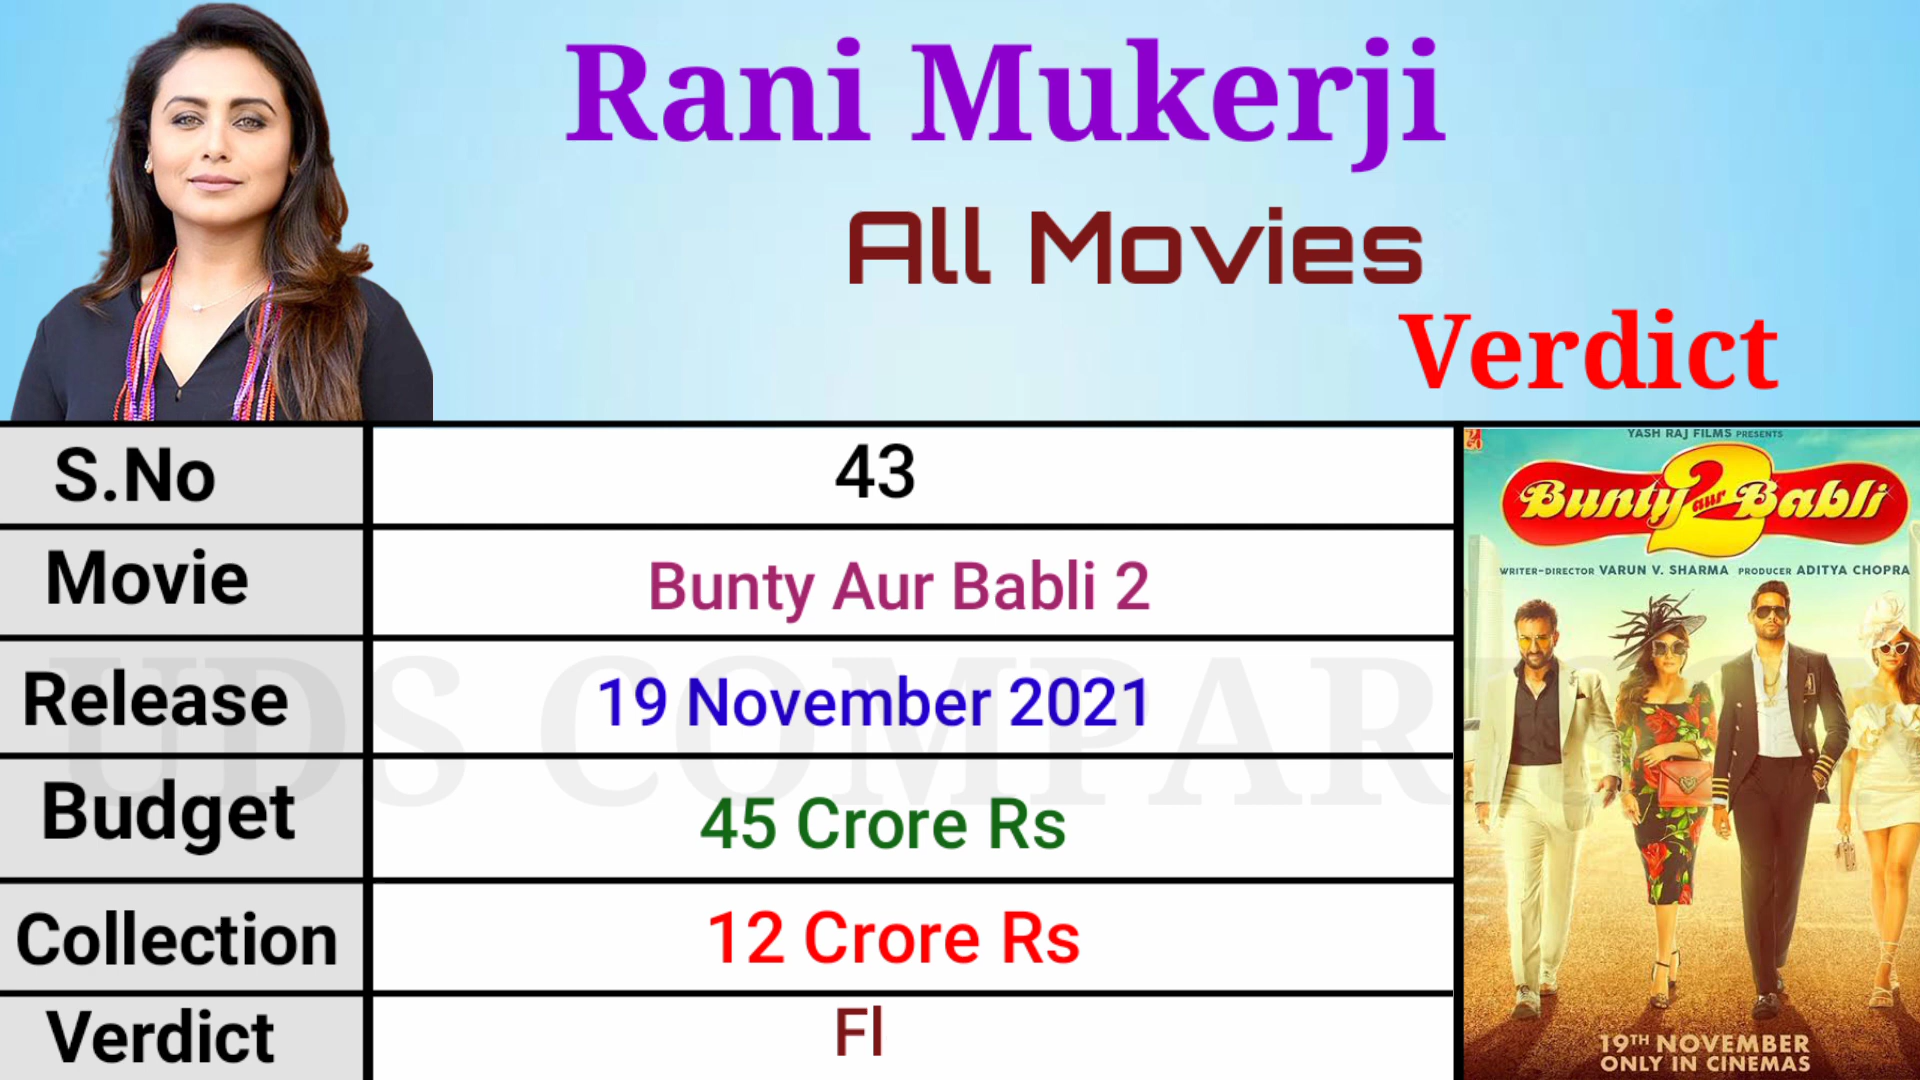 Rani Mukerji
All Movies
Verdict
S.No 43
Movie Bunty Aur Babli 2
Release 19 November 2021
Budget 45 Crore Rs
Collection 12 Crore Rs
Verdict Fl
UDS COMPARIS
YASH RAJ FILMS PRESENTS
Bunty aur Babli 2
WRITER-DIRECTOR VARUN V. SHARMA PRODUCER ADITYA CHOPRA
19TH NOVEMBER
ONLY IN CINEMAS